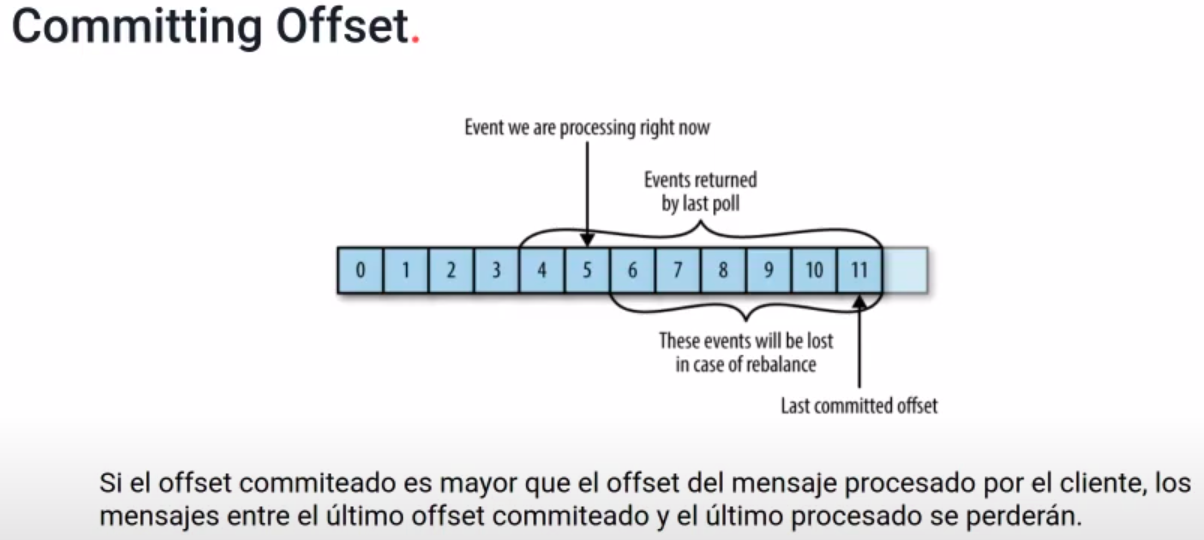 Committing Offset.
Event we are processing right now
Events returned
by last poll
0 1 2 3 4 5 6 7 8 9 10 11
These events will be lost
in case of rebalance
Last committed offset
Si el offset commiteado es mayor que el offset del mensaje procesado por el cliente, los
mensajes entre el último offset commiteado y el último procesado se perderán.